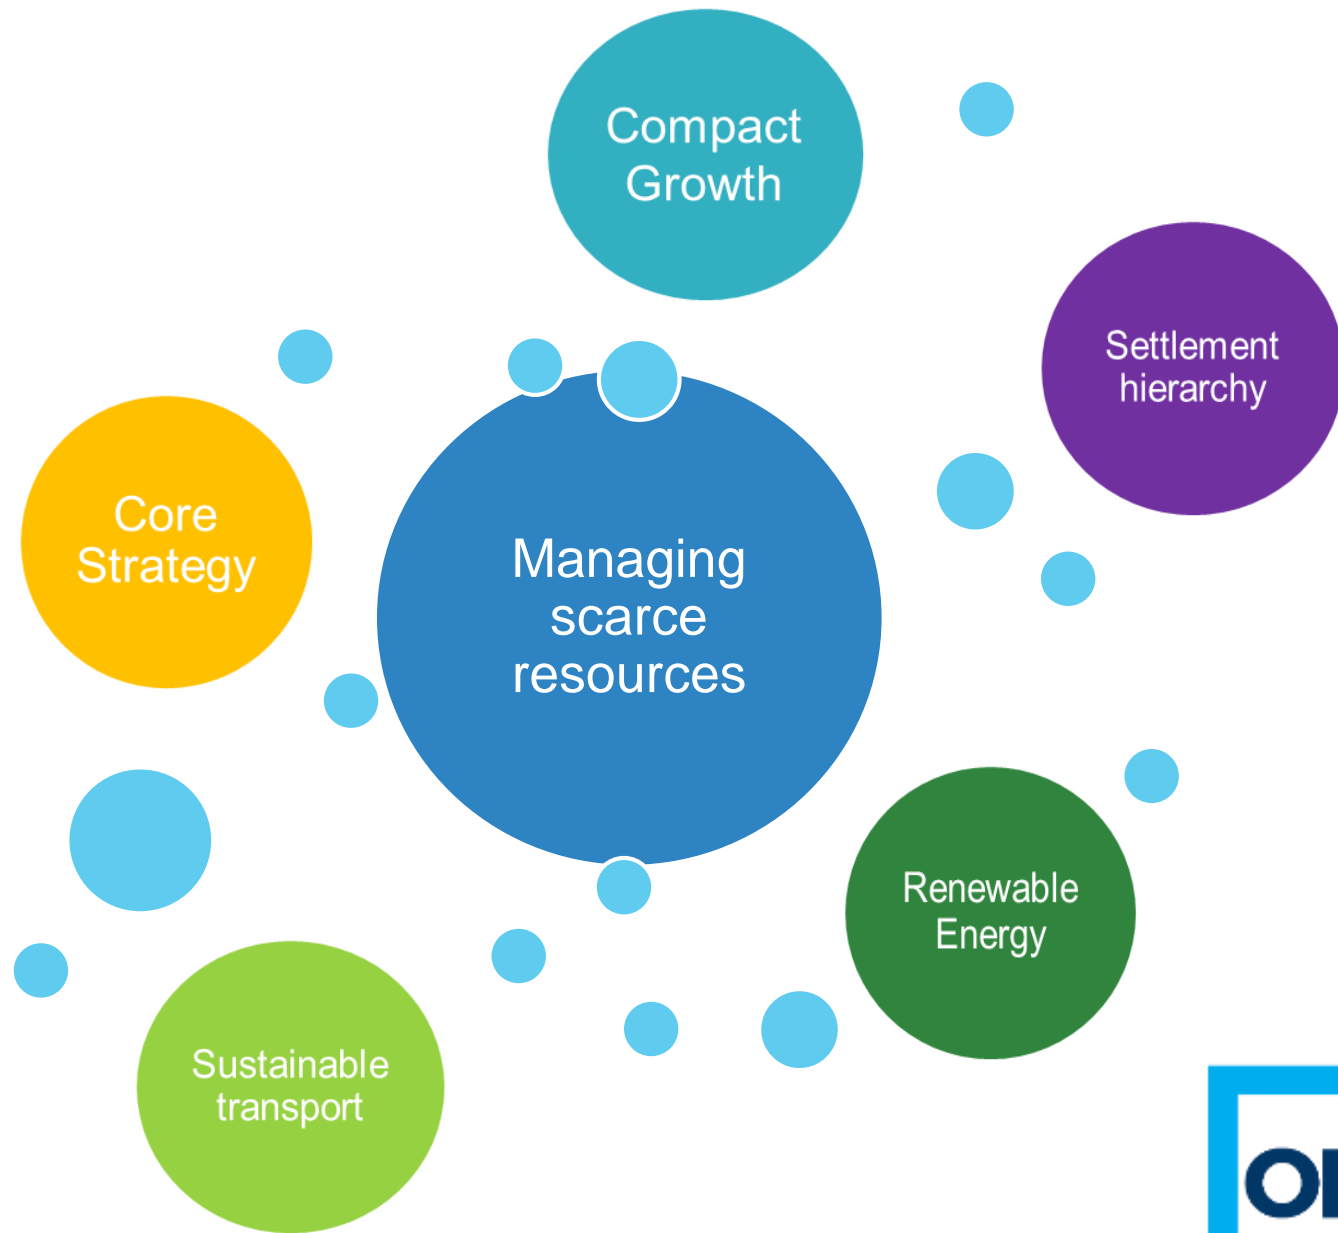 Compact
Growth
Settlement
hierarchy
Core
Strategy
Managing
scarce
resources
Renewable
Energy
Sustainable
transport